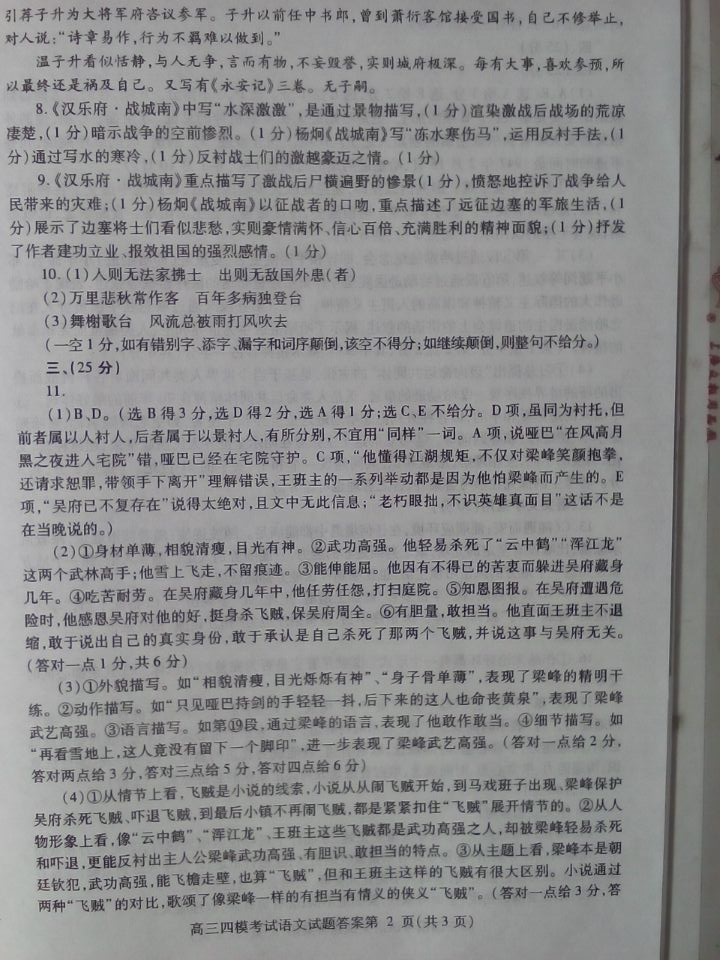 引荐子升为大将军府咨议参军。子升以前任中书郎,曾到萧衍客馆接受国书,自己不修举止,
对人说:“诗章易作,行为不羁难以做到。”
温子升看似恬静,与人无争,言而有物,不妄毁誉,实则城府极深。每有大事,喜欢参预,所
以最终还是祸及自己。又写有《永安记》三卷。无子嗣。
8.《汉乐府·战城南》中写“水深激激”,是通过景物描写,(1分)渲染激战后战场的荒凉
凄楚,(1分)暗示战争的空前惨烈。(1分)杨炯《战城南》写“冻水寒伤马”,运用反衬手法,(1
分)通过写水的寒冷,(1分)反衬战士们的激越豪迈之情。(1分)
9.《汉乐府·战城南》重点描写了激战后尸横遍野的惨景(1分),愤怒地控诉了战争给人
民带来的灾难;(1分)杨炯《战城南》以征战者的口吻,重点描述了远征边塞的军旅生活,(1
分)展示了边塞将士们看似悲愁,实则豪情满怀、信心百倍、充满胜利的精神面貌;(1分)抒发
了作者建功立业、报效祖国的强烈感情。(1分)
10.(1)人则无法家拂士 出则无敌国外患(者)
(2)万里悲秋常作客 百年多病独登台
(3)舞榭歌台 风流总被雨打风吹去
(一空1分,如有错别字、添字、漏字和词序颠倒,该空不得分;如继续颠倒,则整句不给分。)
三、(25分)
11.
(1)B、D。(选B得3分,选D得2分,选A得1分;选C、E不给分。D项,虽同为衬托,但
前者属以人衬人,后者属于以景衬人,有所分别,不宜用“同样”一词。A项,说哑巴“在风高月
黑之夜进人宅院”错,哑巴已经在宅院守护。C项,“他懂得江湖规矩,不仅对梁峰笑颜抱拳,
还请求恕罪,带领手下离开”理解错误,王班主的一系列举动都是因为他怕梁峰而产生的。E
项,“吴府已不复存在”说得太绝对,且文中无此信息;“老朽眼拙,不识英雄真面目”这话不是
在当晚说的。)
(2)①身材单薄,相貌清瘦,目光有神。②武功高强。他轻易杀死了“云中鹤”“浑江龙”
这两个武林高手;他雪上飞走,不留痕迹。③能伸能屈。他因有不得已的苦衷而躲进吴府藏身
几年。④吃苦耐劳。在吴府藏身几年中,他任劳任怨,打扫庭院。⑤知恩图报。在吴府遭遇危
险时,他感恩吴府对他的好,挺身杀飞贼,保吴府周全。⑥有胆量,敢担当。他直面王班主不退
缩,敢于说出自己的真实身份,敢于承认是自己杀死了那两个飞贼,并说这事与吴府无关。
(答对一点1分,共6分)
(3)①外貌描写。如“相貌清瘦,目光烁烁有神”、“身子骨单薄”,表现了梁峰的精明干
练。②动作描写。如“只见哑巴持剑的手轻轻一抖,后下来的这人也命丧黄泉”,表现了梁峰
武艺高强。③语言描写。如第⑲段,通过梁峰的语言,表现了他敢作敢当。④细节描写。如
“再看雪地上,这人竟没有留下一个脚印”,进一步表现了梁峰武艺高强。(答对一点给2分,
答对两点给3分,答对三点给5分,答对四点给6分)
(4)①从情节上看,飞贼是小说的线索,小说从从闹飞贼开始,到马戏班子出现、梁峰保护
吴府杀死飞贼、吓退飞贼,到最后小镇不再闹飞贼,都是紧紧扣住“飞贼”展开情节的。②从人
物形象上看,像“云中鹤”、“浑江龙”、王班主这些飞贼都是武功高强之人,却被梁峰轻易杀死
和吓退,更能反衬出主人公梁峰武功高强、有胆识、敢担当的特点。③从主题上看,梁峰本是朝
廷钦犯,武功高强,能飞檐走壁,也算“飞贼”,但和王班主这样的飞贼有很大区别。小说通过
两种“飞贼”的对比,歌颂了像梁峰一样的有担当有情义的侠义“飞贼”。(答对一点给3分,答
高三四模考试语文试题答案第 2 页(共3页)